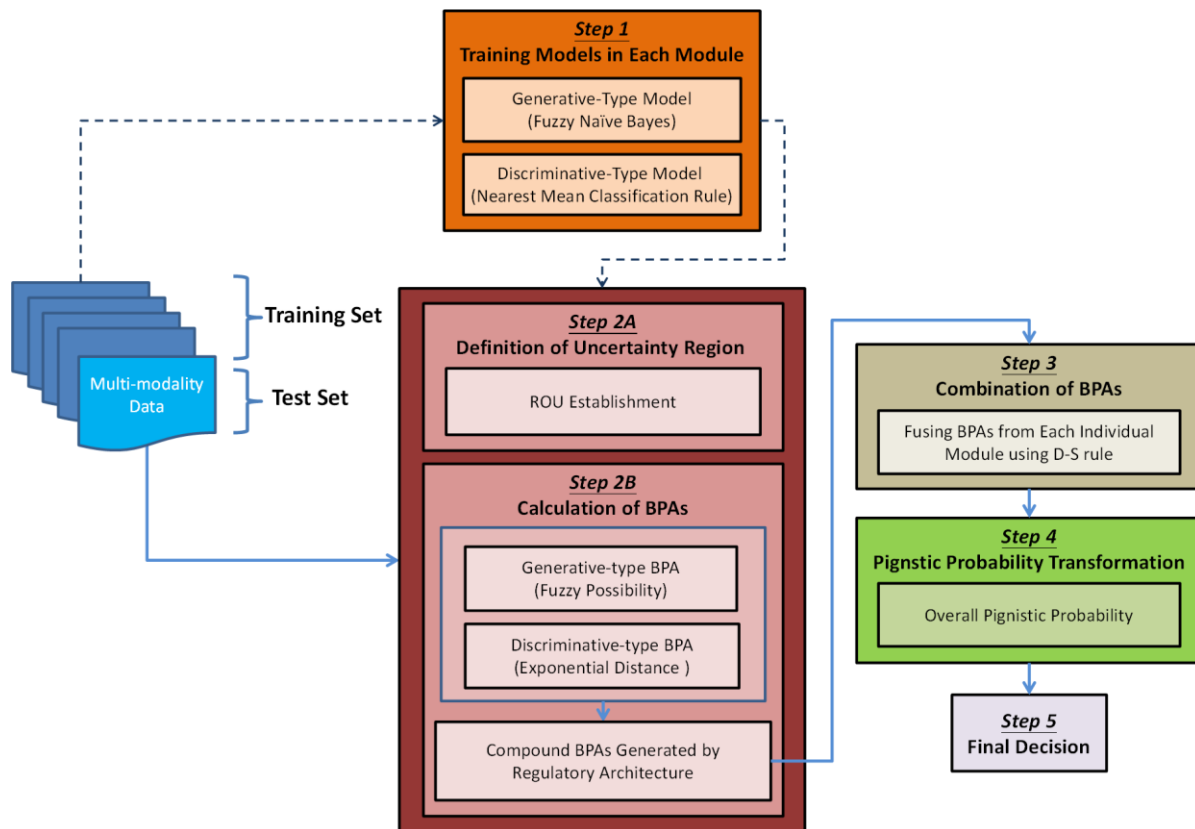 Step 1
Training Models in Each Module
Generative-Type Model
(Fuzzy Naïve Bayes)
Discriminative-Type Model
(Nearest Mean Classification Rule)
Training Set
Multi-modality
Data
Test Set
Step 2A
Definition of Uncertainty Region
ROU Establishment
Step 2B
Calculation of BPAs
Generative-type BPA
(Fuzzy Possibility)
Discriminative-type BPA
(Exponential Distance )
Compound BPAs Generated by
Regulatory Architecture
Step 3
Combination of BPAs
Fusing BPAs from Each Individual
Module using D-S rule
Step 4
Pignstic Probability Transformation
Overall Pignistic Probability
Step 5
Final Decision